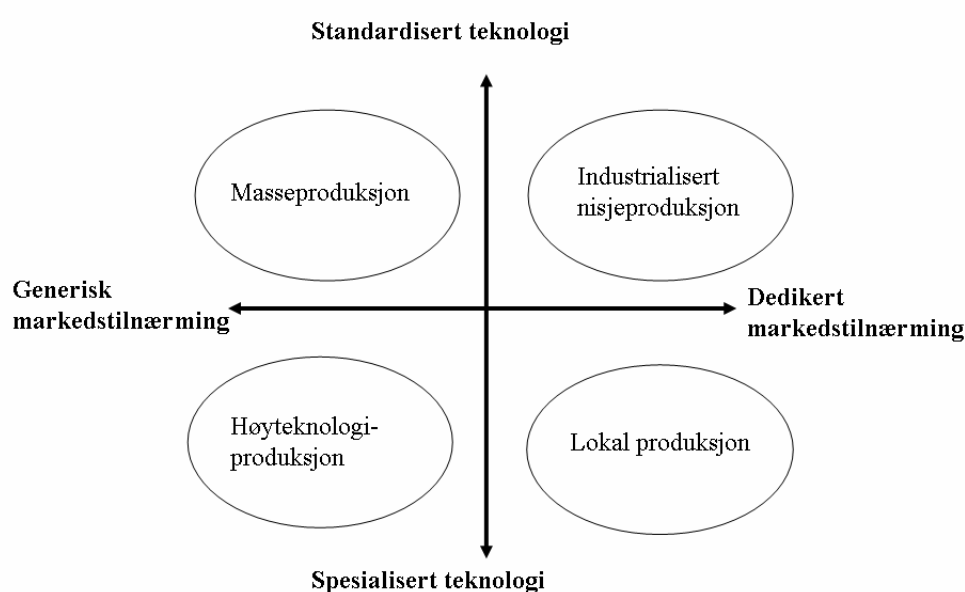 Standardisert teknologi
Masseproduksjon
Industrialisert
nisjeproduksjon
Generisk
markedstilnærming
Dedikert
markedstilnærming
Høyteknologi-
produksjon
Lokal produksjon
Spesialisert teknologi